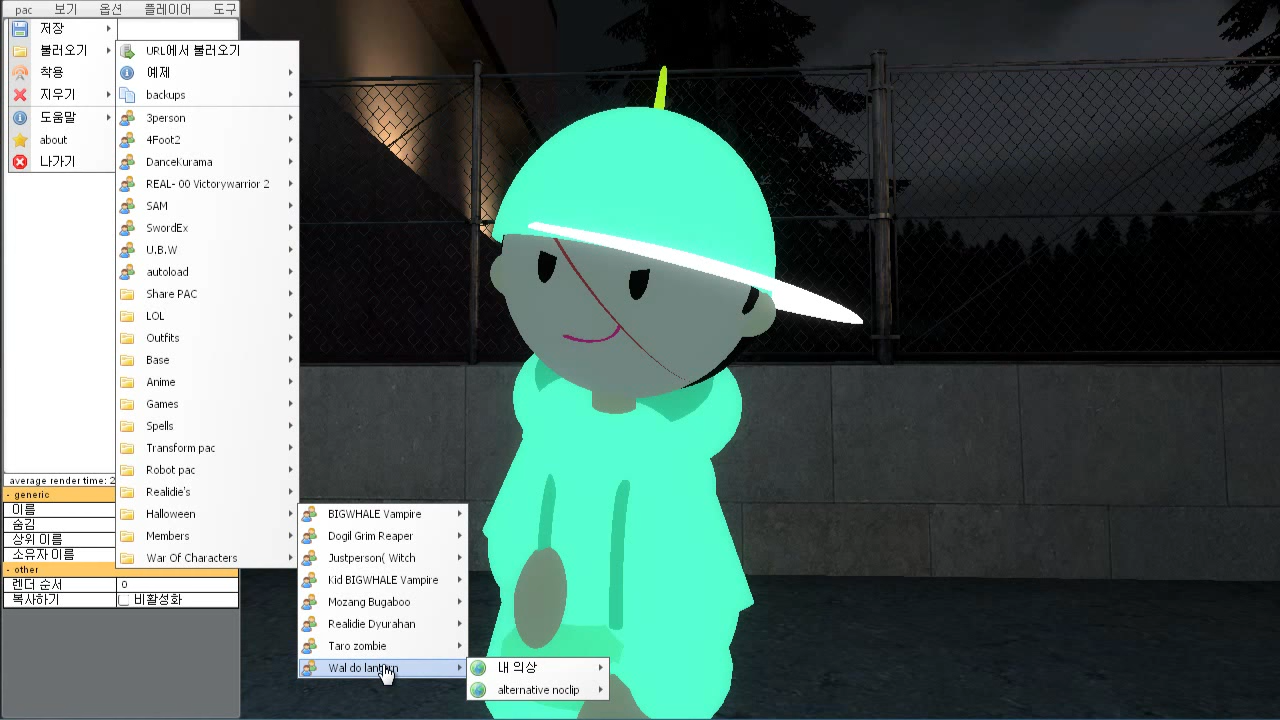 pac 보기 옵션 플레이어 도구
저장
불러오기
착용
지우기
도움말
about
나가기
URL에서 불러오기
예제
backups
3person
4Foot2
DanceKurama
REAL- 00 Victorywarrior 2
SAM
SwordEx
U.B.W
autoload
Share PAC
LOL
Outfits
Base
Anime
Games
Spells
Transform pac
Robot pac
Realidie's
Halloween
Members
War Of Characters
BIGWHALE Vampire
Dogil Grim Reaper
Justperson( Witch
Kid BIGWHALE Vampire
Mozang Bugaboo
Realidie Dyurahan
Taro zombie
Wal do lantern
내 의상
alternative noclip
average render time: 2
- generic
이름
숨김
상위 이름
소유자 이름
- other
렌더 순서 0
복사하기 비활성화